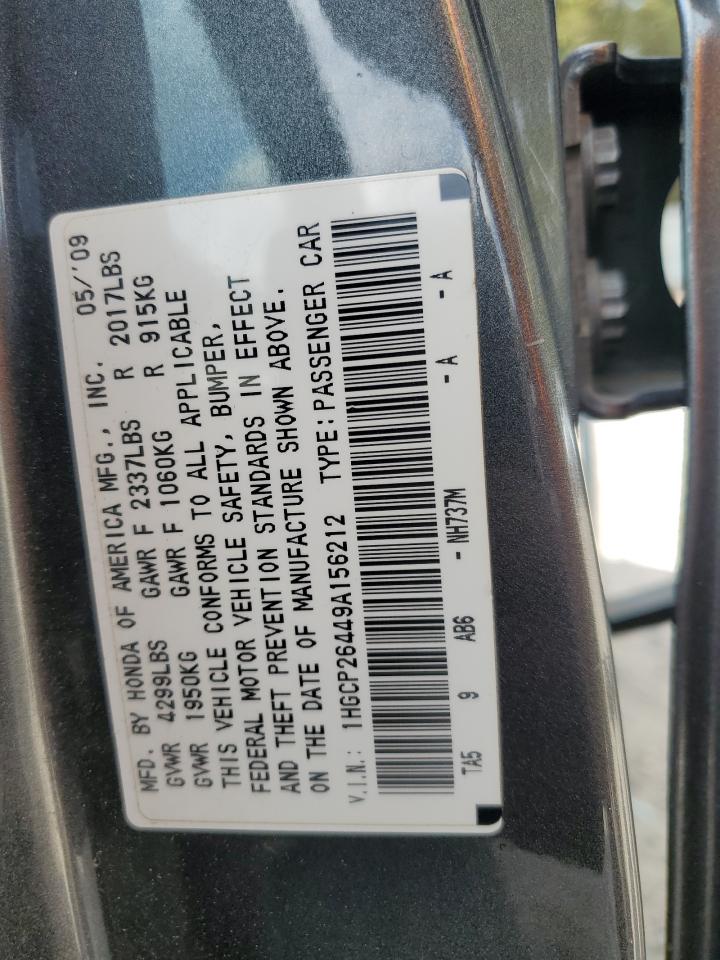 MFD. BY HONDA OF AMERICA MFG., INC. 05/'09
GVWR 4299LBS GAWR F 2337LBS R 2017LBS
GVWR 1950KG GAWR F 1060KG R 915KG
THIS VEHICLE CONFORMS TO ALL APPLICABLE
FEDERAL MOTOR VEHICLE SAFETY, BUMPER,
AND THEFT PREVENTION STANDARDS IN EFFECT
ON THE DATE OF MANUFACTURE SHOWN ABOVE.
V.I.N.: 1HGCP26449A156212 TYPE: PASSENGER CAR
TA5 9 AB6 - NH737M - A - A